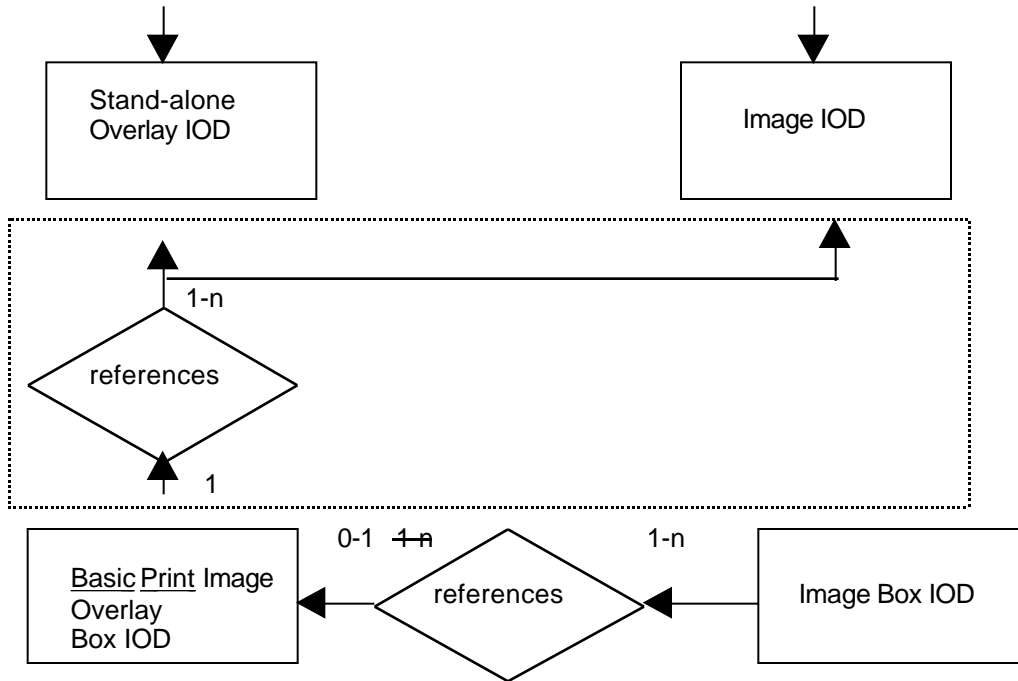 Stand-alone
Overlay IOD
Image IOD
1-n
references
1
0-1 1-n
1-n
Basic Print Image
Overlay
Box IOD
references
Image Box IOD